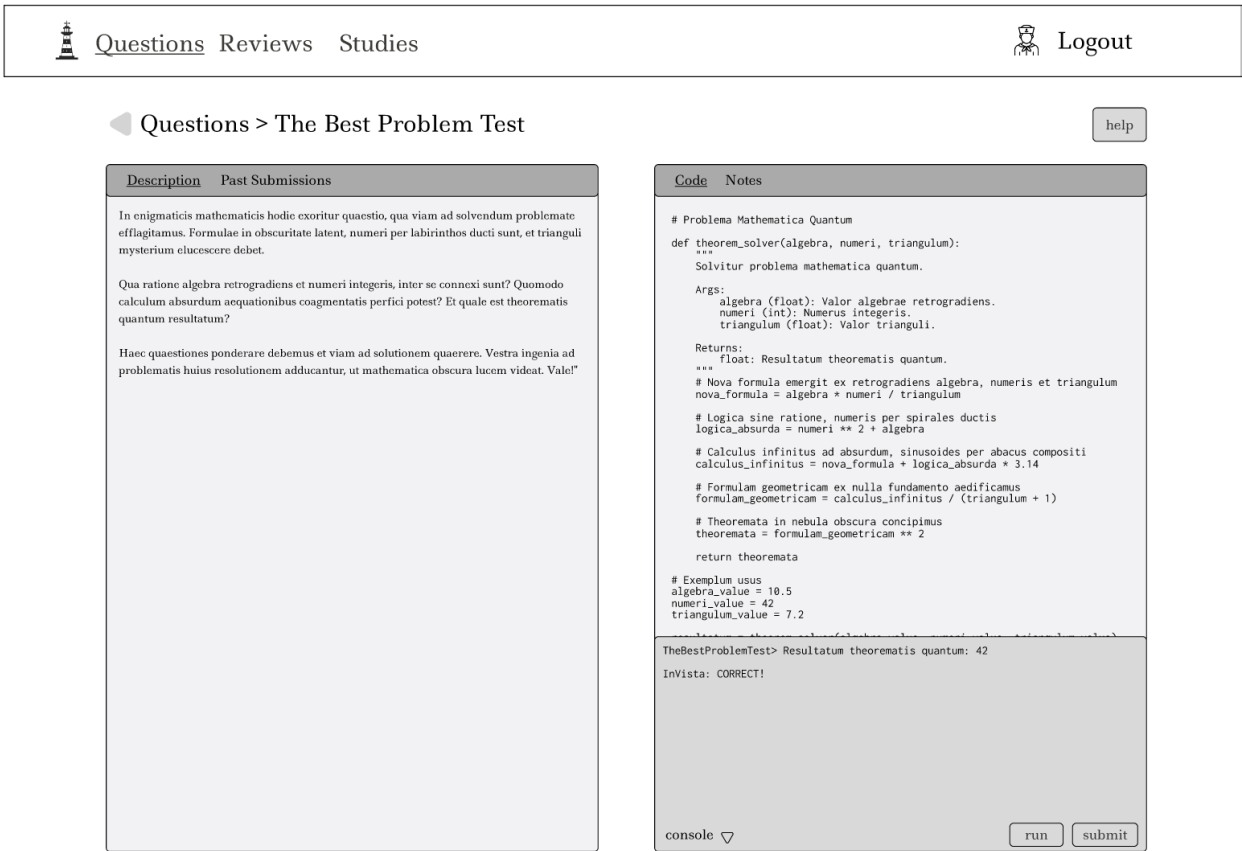 Questions Reviews Studies Logout
Questions > The Best Problem Test
help
Description Past Submissions
In enigmaticis mathematicis hodie exoritur quaestio, qua viam ad solvendum problemate
efflagitamus. Formulae in obscuritate latent, numeri per labirinthos ducti sunt, et trianguli
mysterium elucescere debet.
Qua ratione algebra retrogradiens et numeri integeris, inter se connexi sunt? Quomodo
calculum absurdum aequationibus coagmentatis perfici potest? Et quale est theorematis
quantum resultatum?
Haec quaestiones ponderare debemus et viam ad solutionem quaerere. Vestra ingenia ad
problematis huius resolutionem adducantur, ut mathematica obscura lucem videat. Vale!"
Code Notes
# Problema Mathematica Quantum
def theorem_solver(algebra, numeri, triangulum):
"""
Solvitur problema mathematica quantum.
Args:
algebra (float): Valor algebrae retrogradiens.
numeri (int): Numerus integeris.
triangulum (float): Valor trianguli.
Returns:
float: Resultatum theorematis quantum.
"""
# Nova formula emergit ex retrogradiens algebra, numeris et triangulum
nova_formula = algebra * numeri / triangulum
# Logica sine ratione, numeris per spirales ductis
logica_absurda = numeri ** 2 + algebra
# Calculus infinitus ad absurdum, sinusoides per abacus compositi
calculus_infinitus = nova_formula + logica_absurda * 3.14
# Formulam geometricam ex nulla fundamento aedificamus
formulam_geometricam = calculus_infinitus / (triangulum + 1)
# Theoremata in nebula obscura concipimus
theoremata = formulam_geometricam ** 2
return theoremata
# Exemplum usus
algebra_value = 10.5
numeri_value = 42
triangulum_value = 7.2
TheBestProblemTest> Resultatum theorematis quantum: 42
InVista: CORRECT!
console run submit